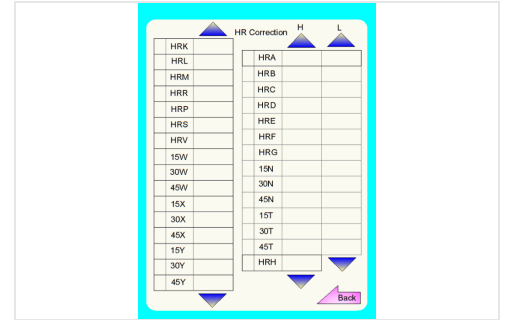 HR Correction H L
HRK
HRL
HRM
HRR
HRP
HRS
HRV
15W
30W
45W
15X
30X
45X
15Y
30Y
45Y
HRA
HRB
HRC
HRD
HRE
HRF
HRG
15N
30N
45N
15T
30T
45T
HRH
Back